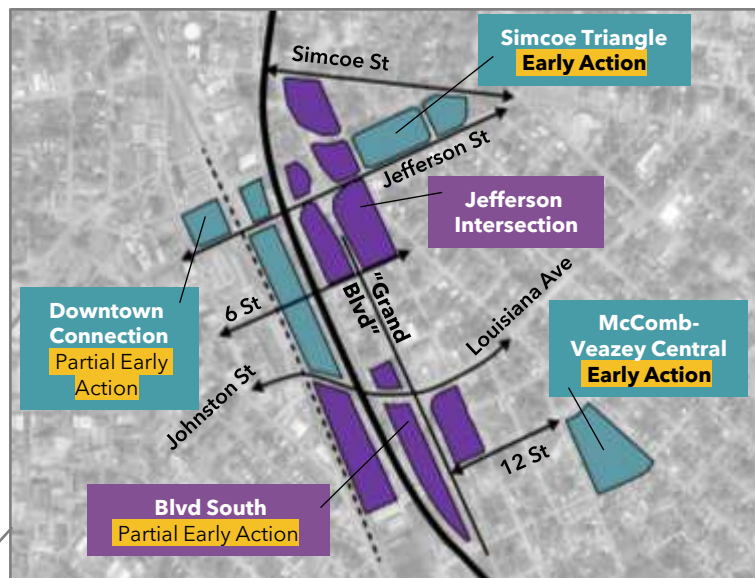 Simcoe Triangle
Early Action
Simcoe St
Jefferson St
Jefferson
Intersection
"Grand
Blvd"
6 St
Louisiana Ave
Downtown
Connection
Partial Early
Action
McComb-
Veazey Central
Early Action
Johnston St
12 St
Blvd South
Partial Early Action